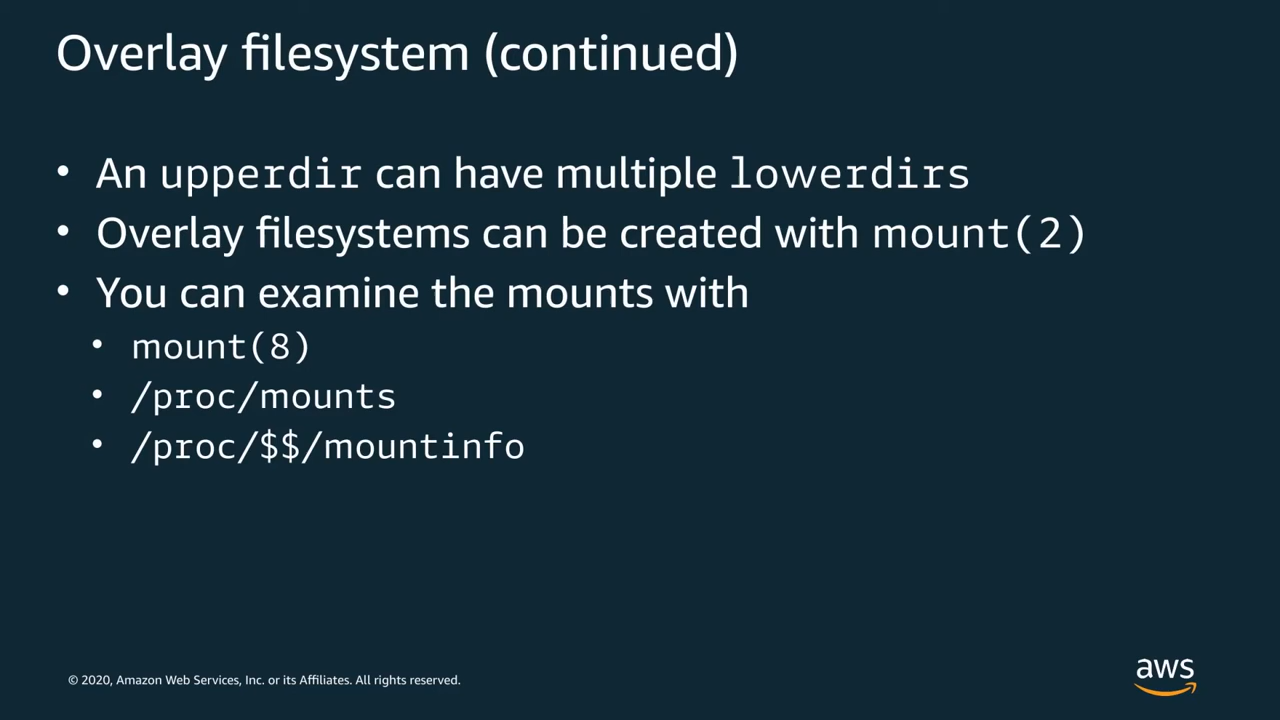 Overlay filesystem (continued)
• An upperdir can have multiple lowerdirs
• Overlay filesystems can be created with mount(2)
• You can examine the mounts with
• mount(8)
• /proc/mounts
• /proc/$$/mountinfo
© 2020, Amazon Web Services, Inc. or its Affiliates. All rights reserved.
aws